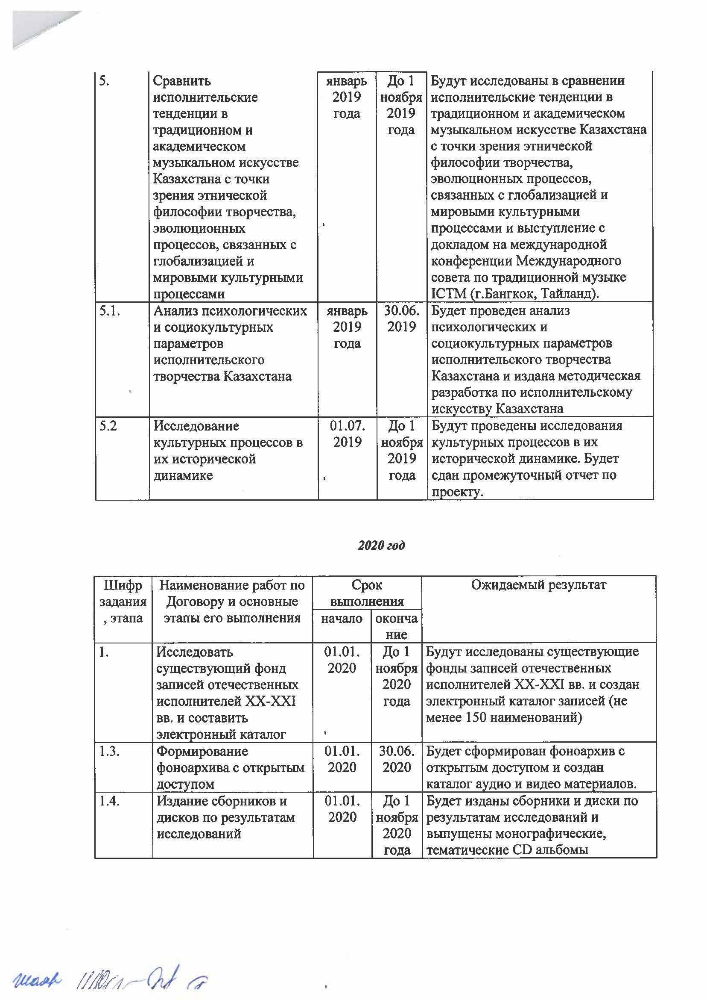 5.
Сравнить
исполнительские
тенденции в
традиционном и
академическом
музыкальном искусстве
Казахстана с точки
зрения этнической
философии творчества,
эволюционных
процессов, связанных с
глобализацией и
мировыми культурными
процессами
январь
2019
года
До 1
ноября
2019
года
Будут исследованы в сравнении
исполнительские тенденции в
традиционном и академическом
музыкальном искусстве Казахстана
с точки зрения этнической
философии творчества,
эволюционных процессов,
связанных с глобализацией и
мировыми культурными
процессами и выступление с
докладом на международной
конференции Международного
совета по традиционной музыке
ICTM (г.Бангкок, Тайланд).
5.1.
Анализ психологических
и социокультурных
параметров
исполнительского
творчества Казахстана
январь
2019
года
30.06.
2019
Будет проведен анализ
психологических и
социокультурных параметров
исполнительского творчества
Казахстана и издана методическая
разработка по исполнительскому
искусству Казахстана
5.2
Исследование
культурных процессов в
их исторической
динамике
01.07.
2019
До 1
ноября
2019
года
Будут проведены исследования
культурных процессов в их
исторической динамике. Будет
сдан промежуточный отчет по
проекту.
2020 год
Шифр
задания
, этапа
Наименование работ по
Договору и основные
этапы его выполнения
Срок
выполнения
начало
оконча
ние
Ожидаемый результат
1.
Исследовать
существующий фонд
записей отечественных
исполнителей XX-XXI
вв. и составить
электронный каталог
01.01.
2020
До 1
ноября
2020
года
Будут исследованы существующие
фонды записей отечественных
исполнителей XX-XXI вв. и создан
электронный каталог записей (не
менее 150 наименований)
1.3.
Формирование
фоноархива с открытым
доступом
01.01.
2020
30.06.
2020
Будет сформирован фоноархив с
открытым доступом и создан
каталог аудио и видео материалов.
1.4.
Издание сборников и
дисков по результатам
исследований
01.01.
2020
До 1
ноября
2020
года
Будет изданы сборники и диски по
результатам исследований и
выпущены монографические,
тематические CD альбомы